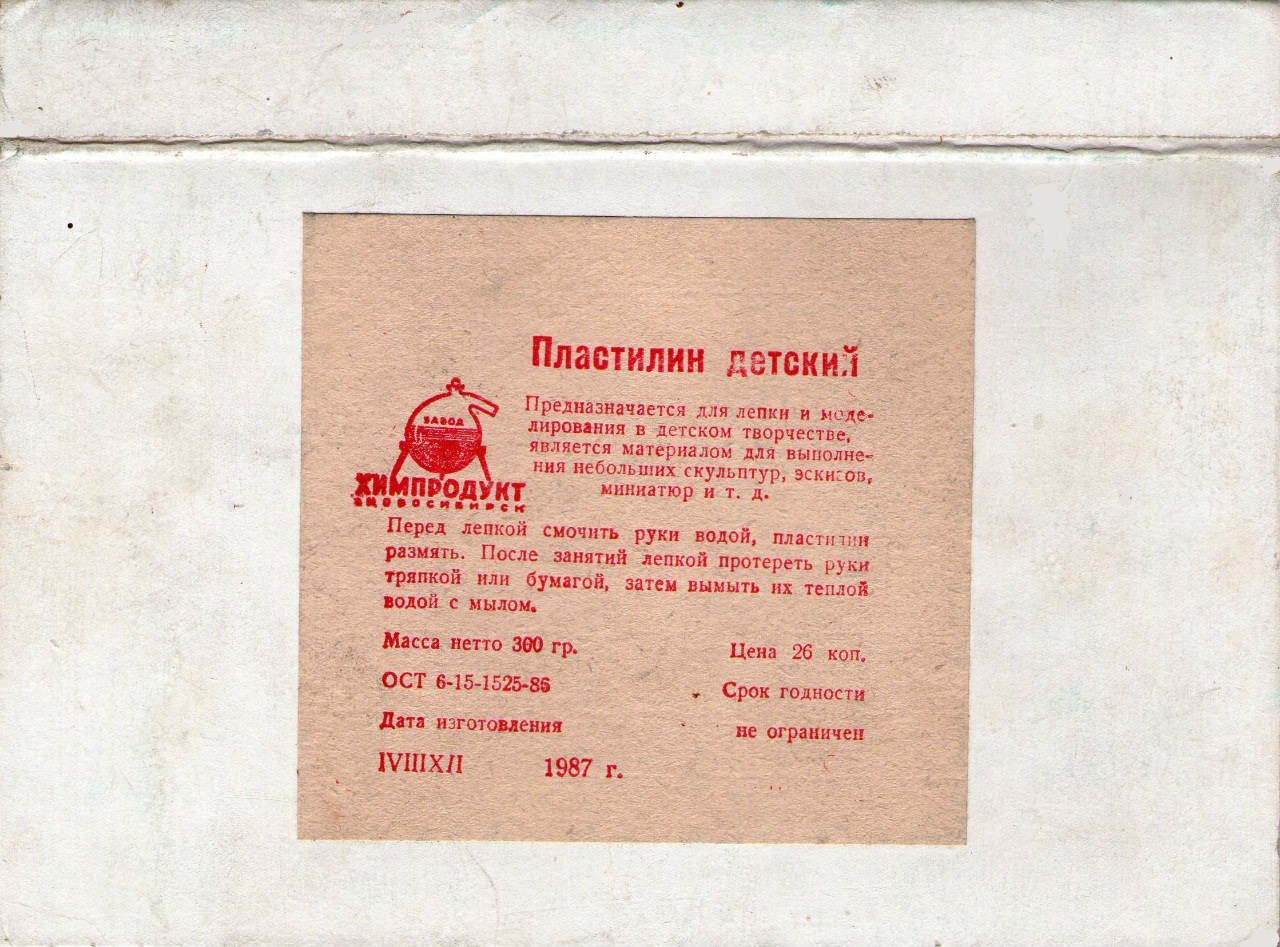 Пластилин детский
Предназначается для лепки и моде-
лирования в детском творчестве,
является материалом для выполне-
ния небольших скульптур, эскизов,
миниатюр и т. д.
ЗАВОД
ХИМПРОДУКТ
г. НОВОСИБИРСК
Перед лепкой смочить руки водой, пластилин
размять. После занятий лепкой протереть руки
тряпкой или бумагой, затем вымыть их теплой
водой с мылом.
Масса нетто 300 гр.
Цена 26 коп.
ОСТ 6-15-1525-86
Срок годности
Дата изготовления
не ограничен
IVIIIXII
1987 г.